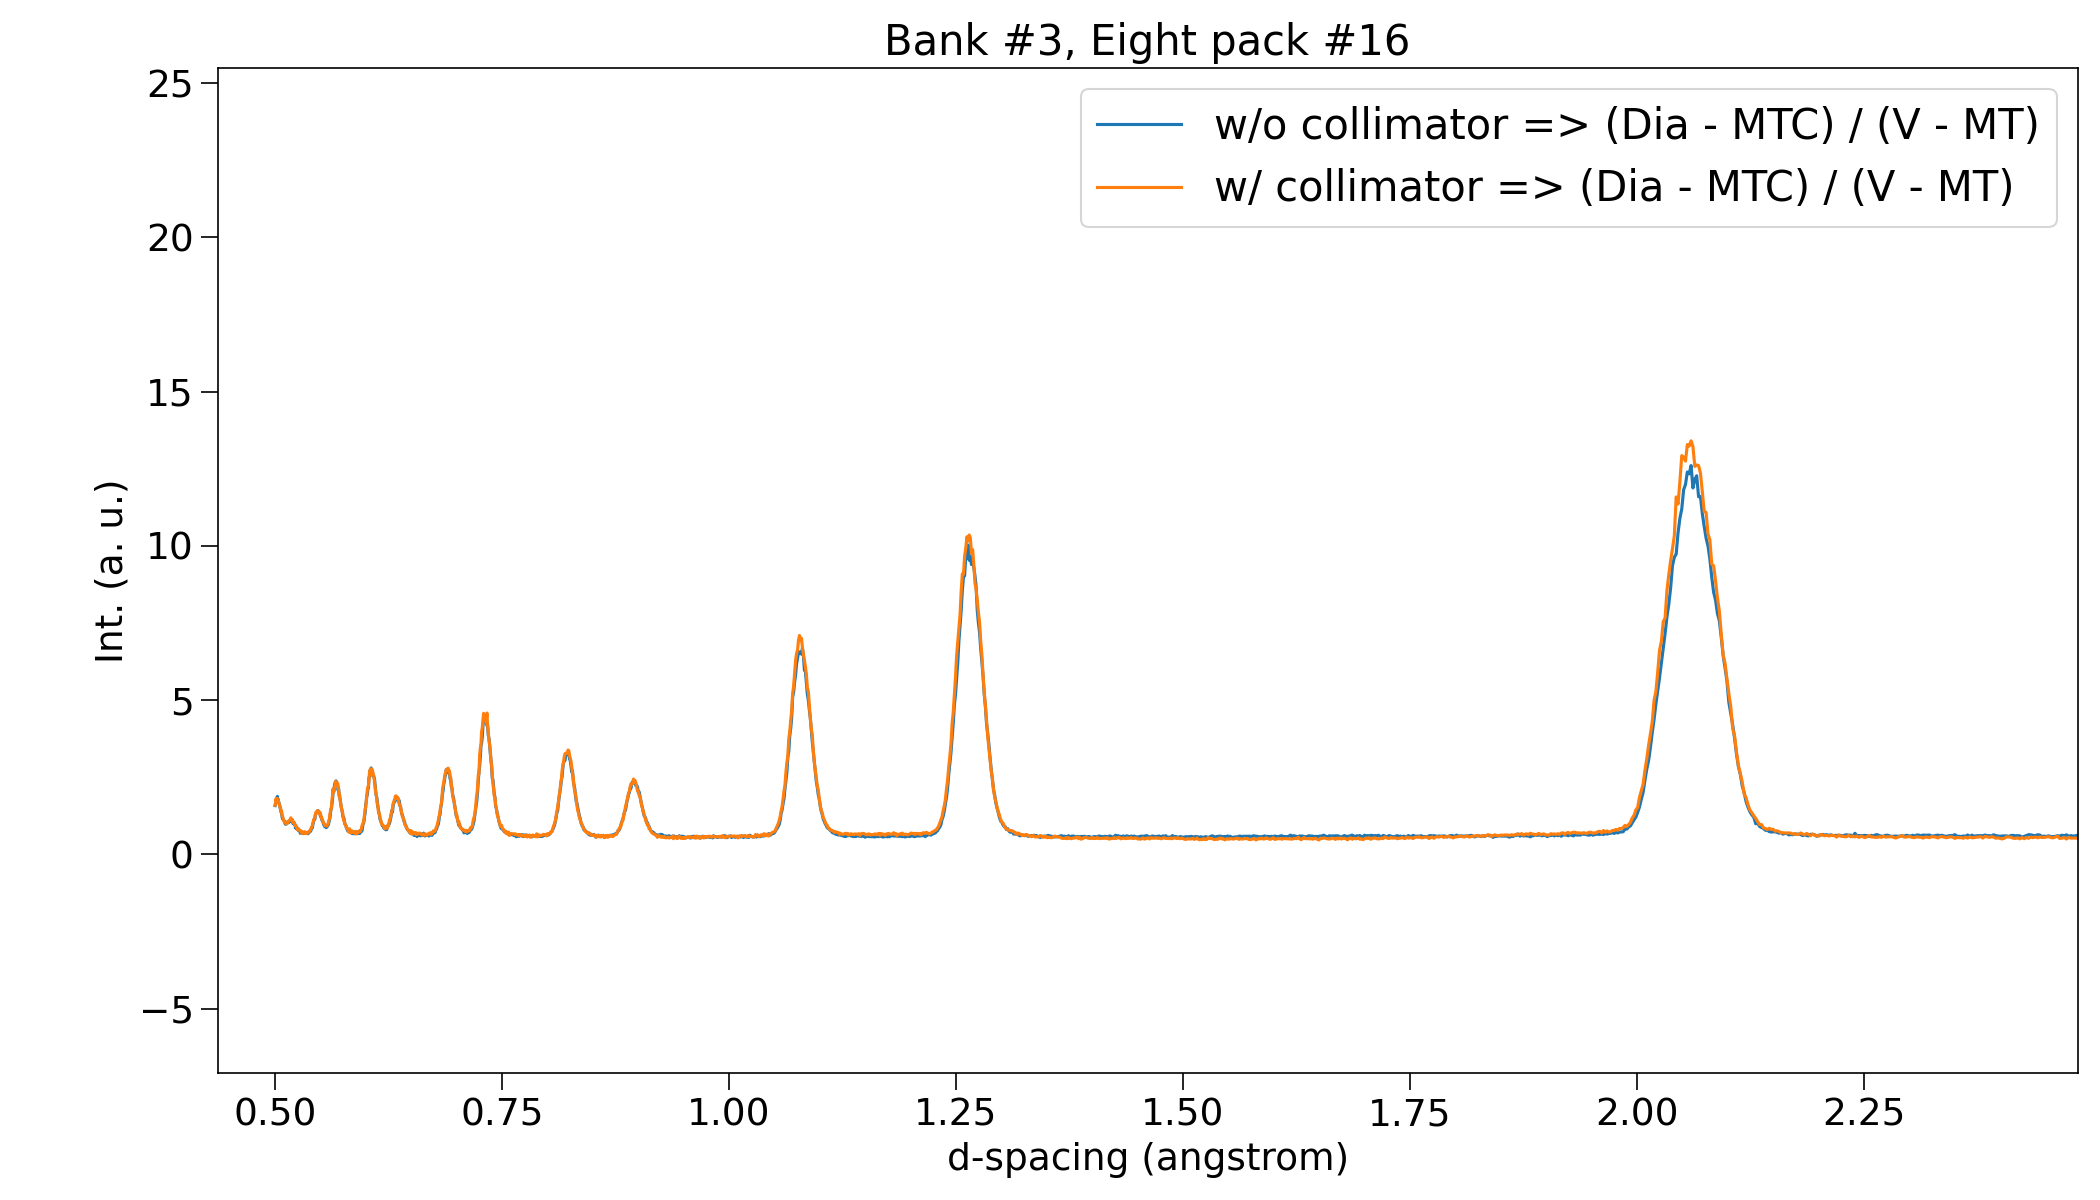 Bank #3, Eight pack #16
w/o collimator => (Dia - MTC) / (V - MT)
w/ collimator => (Dia - MTC) / (V - MT)
25
20
15
10
5
0
−5
Int. (a. u.)
0.50 0.75 1.00 1.25 1.50 1.75 2.00 2.25
d-spacing (angstrom)